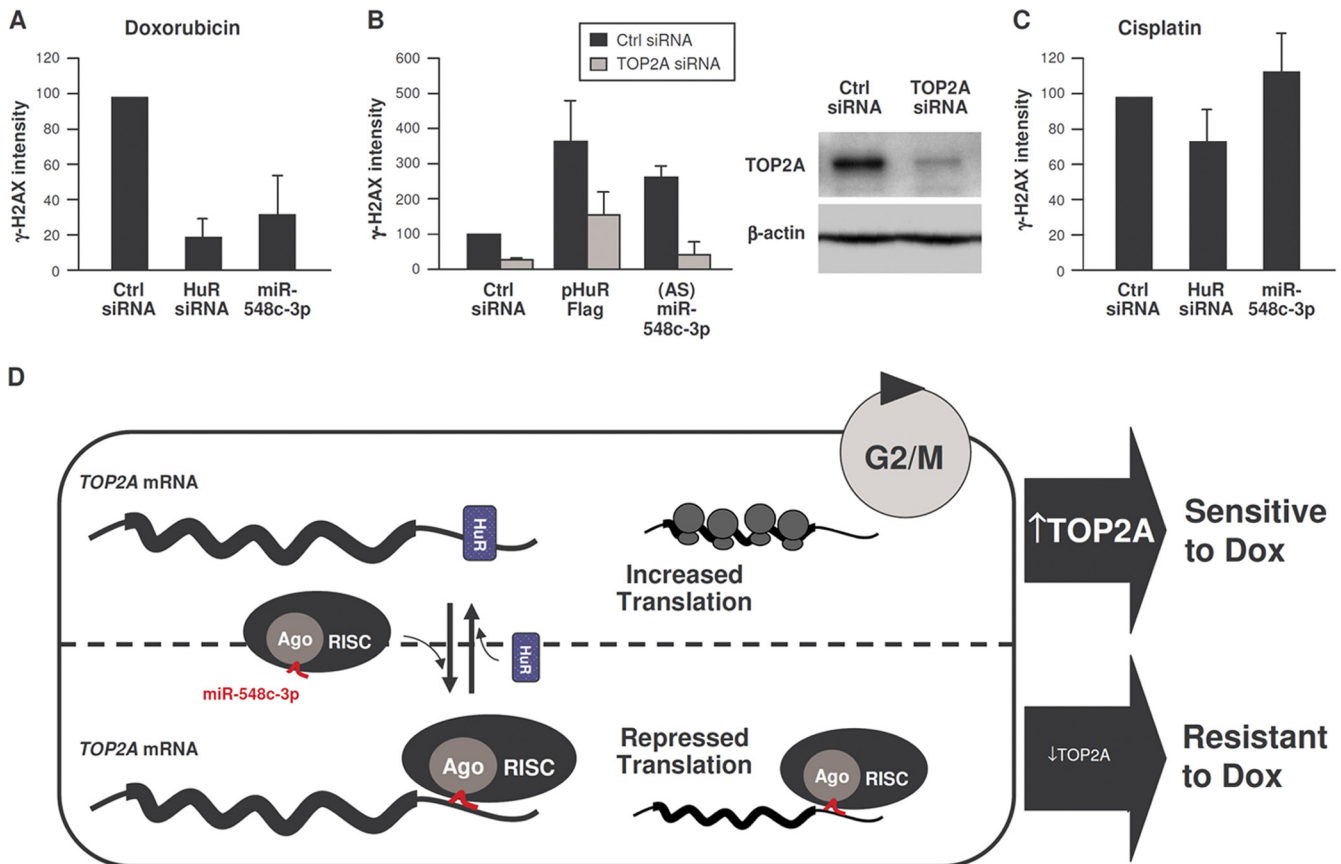 A
Doxorubicin
γ-H2AX intensity
120
100
80
60
40
20
0
Ctrl
siRNA
HuR
siRNA
miR-
548c-3p
B
Ctrl siRNA
TOP2A siRNA
γ-H2AX intensity
600
500
400
300
200
100
0
Ctrl
siRNA
pHuR
Flag
(AS)
miR-
548c-3p
Ctrl
siRNA
TOP2A
siRNA
TOP2A
β-actin
C
Cisplatin
γ-H2AX intensity
120
100
80
60
40
20
0
Ctrl
siRNA
HuR
siRNA
miR-
548c-3p
D
G2/M
TOP2A mRNA
HuR
Increased
Translation
↑TOP2A
Sensitive
to Dox
Ago RISC
miR-548c-3p
HuR
TOP2A mRNA
Ago RISC
Repressed
Translation
Ago RISC
↓TOP2A
Resistant
to Dox